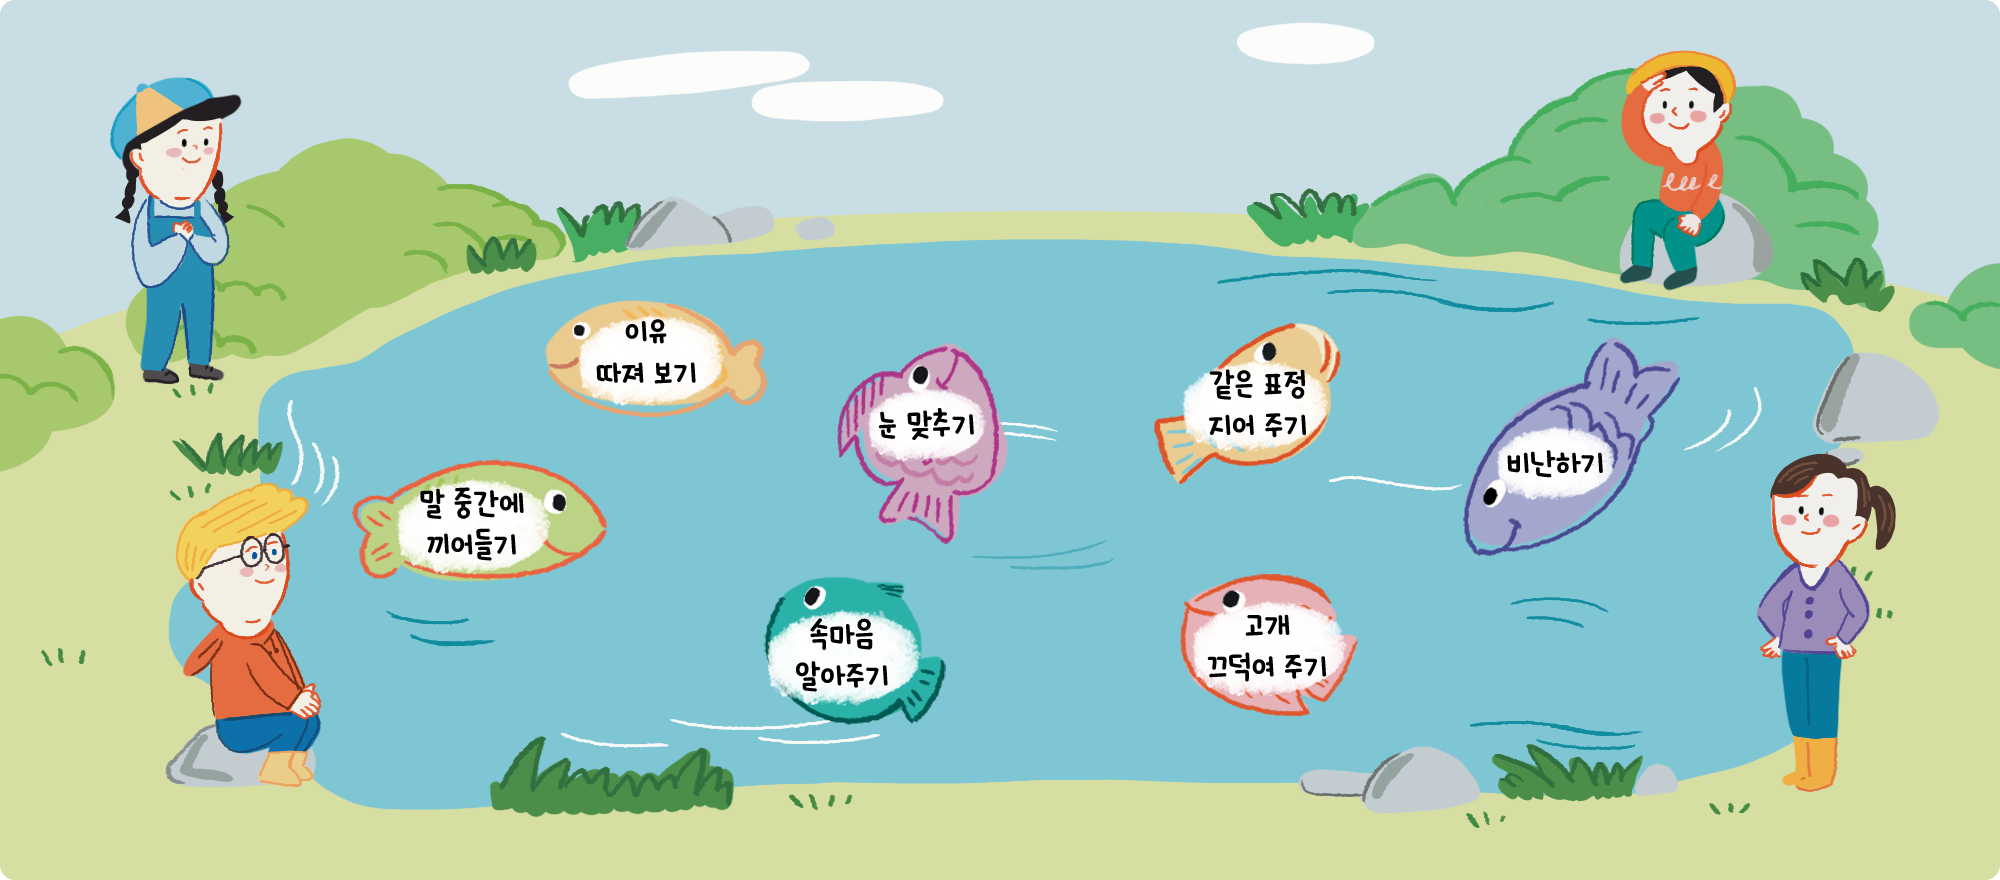 이유
따져 보기
눈 맞추기
같은 표정
지어 주기
비난하기
말 중간에
끼어들기
속마음
알아주기
고개
끄덕여 주기